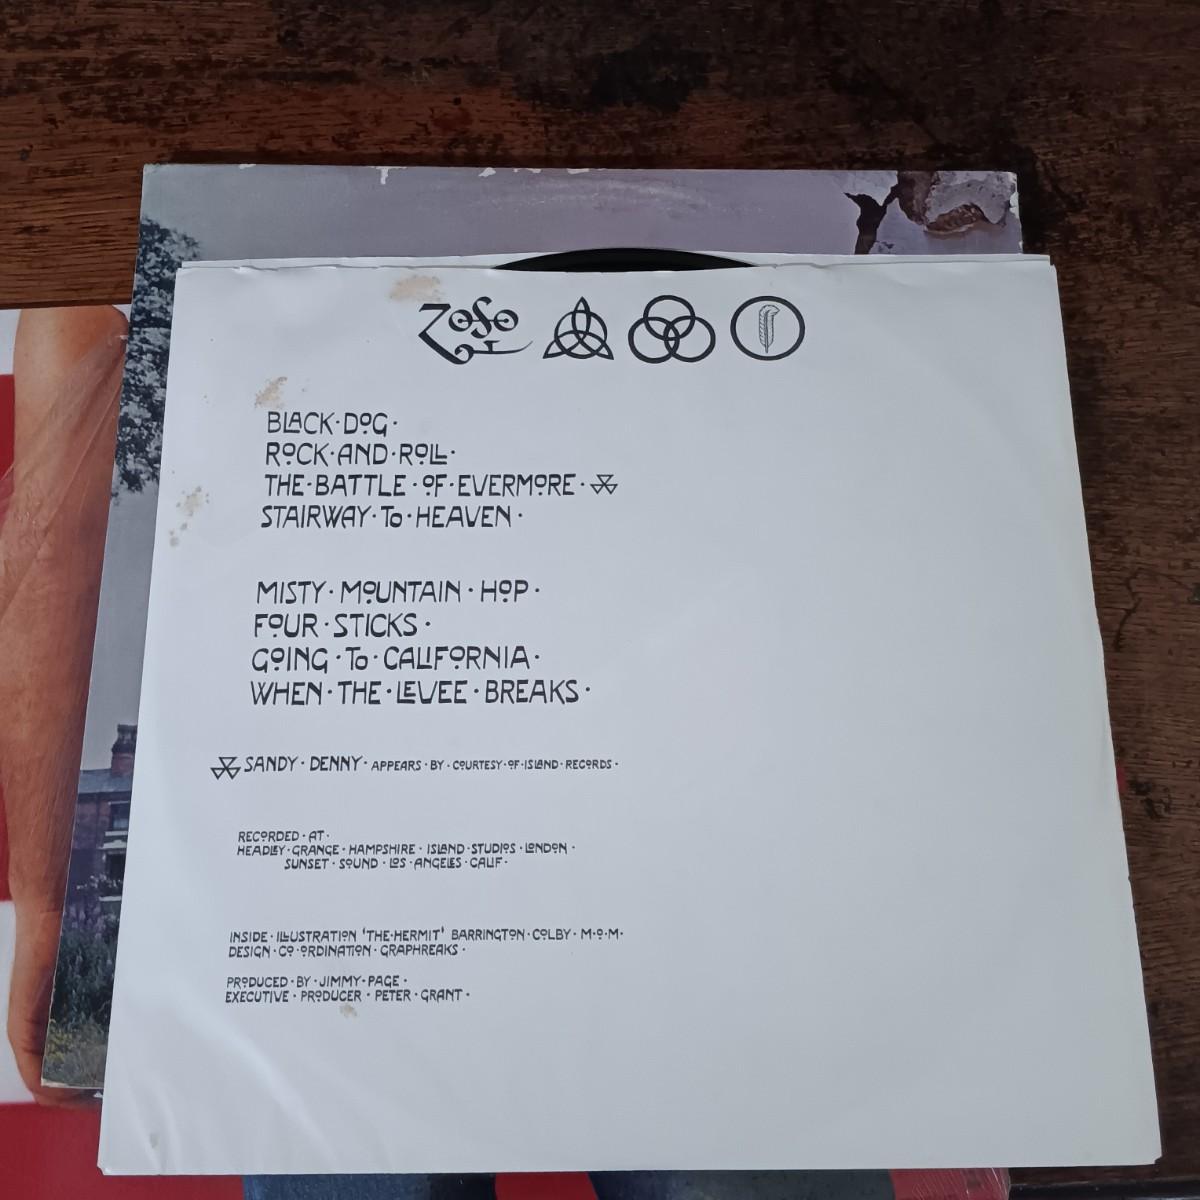 ZOSO
BLACK·DOG·
ROCK·AND·ROLL·
THE·BATTLE·OF·EVERMORE·
STAIRWAY·TO·HEAVEN·
MISTY·MOUNTAIN·HOP·
FOUR·STICKS·
GOING·TO·CALIFORNIA·
WHEN·THE·LEVEE·BREAKS·
SANDY·DENNY·APPEARS·BY·COURTESY·OF·ISLAND·RECORDS·
RECORDED·AT·
HEADLEY·GRANGE·HAMPSHIRE·ISLAND·STUDIOS·LONDON·
SUNSET·SOUND·LOS·ANGELES·CALIF·
INSIDE·ILLUSTRATION 'THE·HERMIT' BARRINGTON·COLBY·M·O·M·
DESIGN·CO·ORDINATION·GRAPHREAKS·
PRODUCED·BY·JIMMY·PAGE·
EXECUTIVE·PRODUCER·PETER·GRANT·